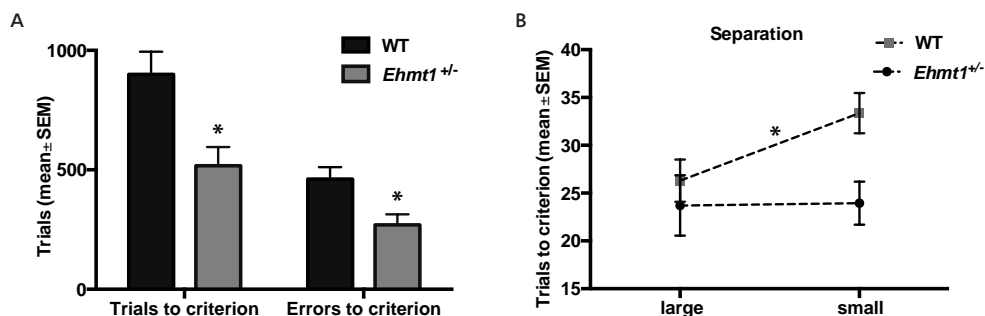 A
Trials (mean± SEM)
1000
500
0
WT
Ehmt1+/-
*
*
Trials to criterion
Errors to criterion
B
Separation
Trials to criterion (mean±SEM)
40
35
30
25
20
15
WT
Ehmt1+/-
*
large
small